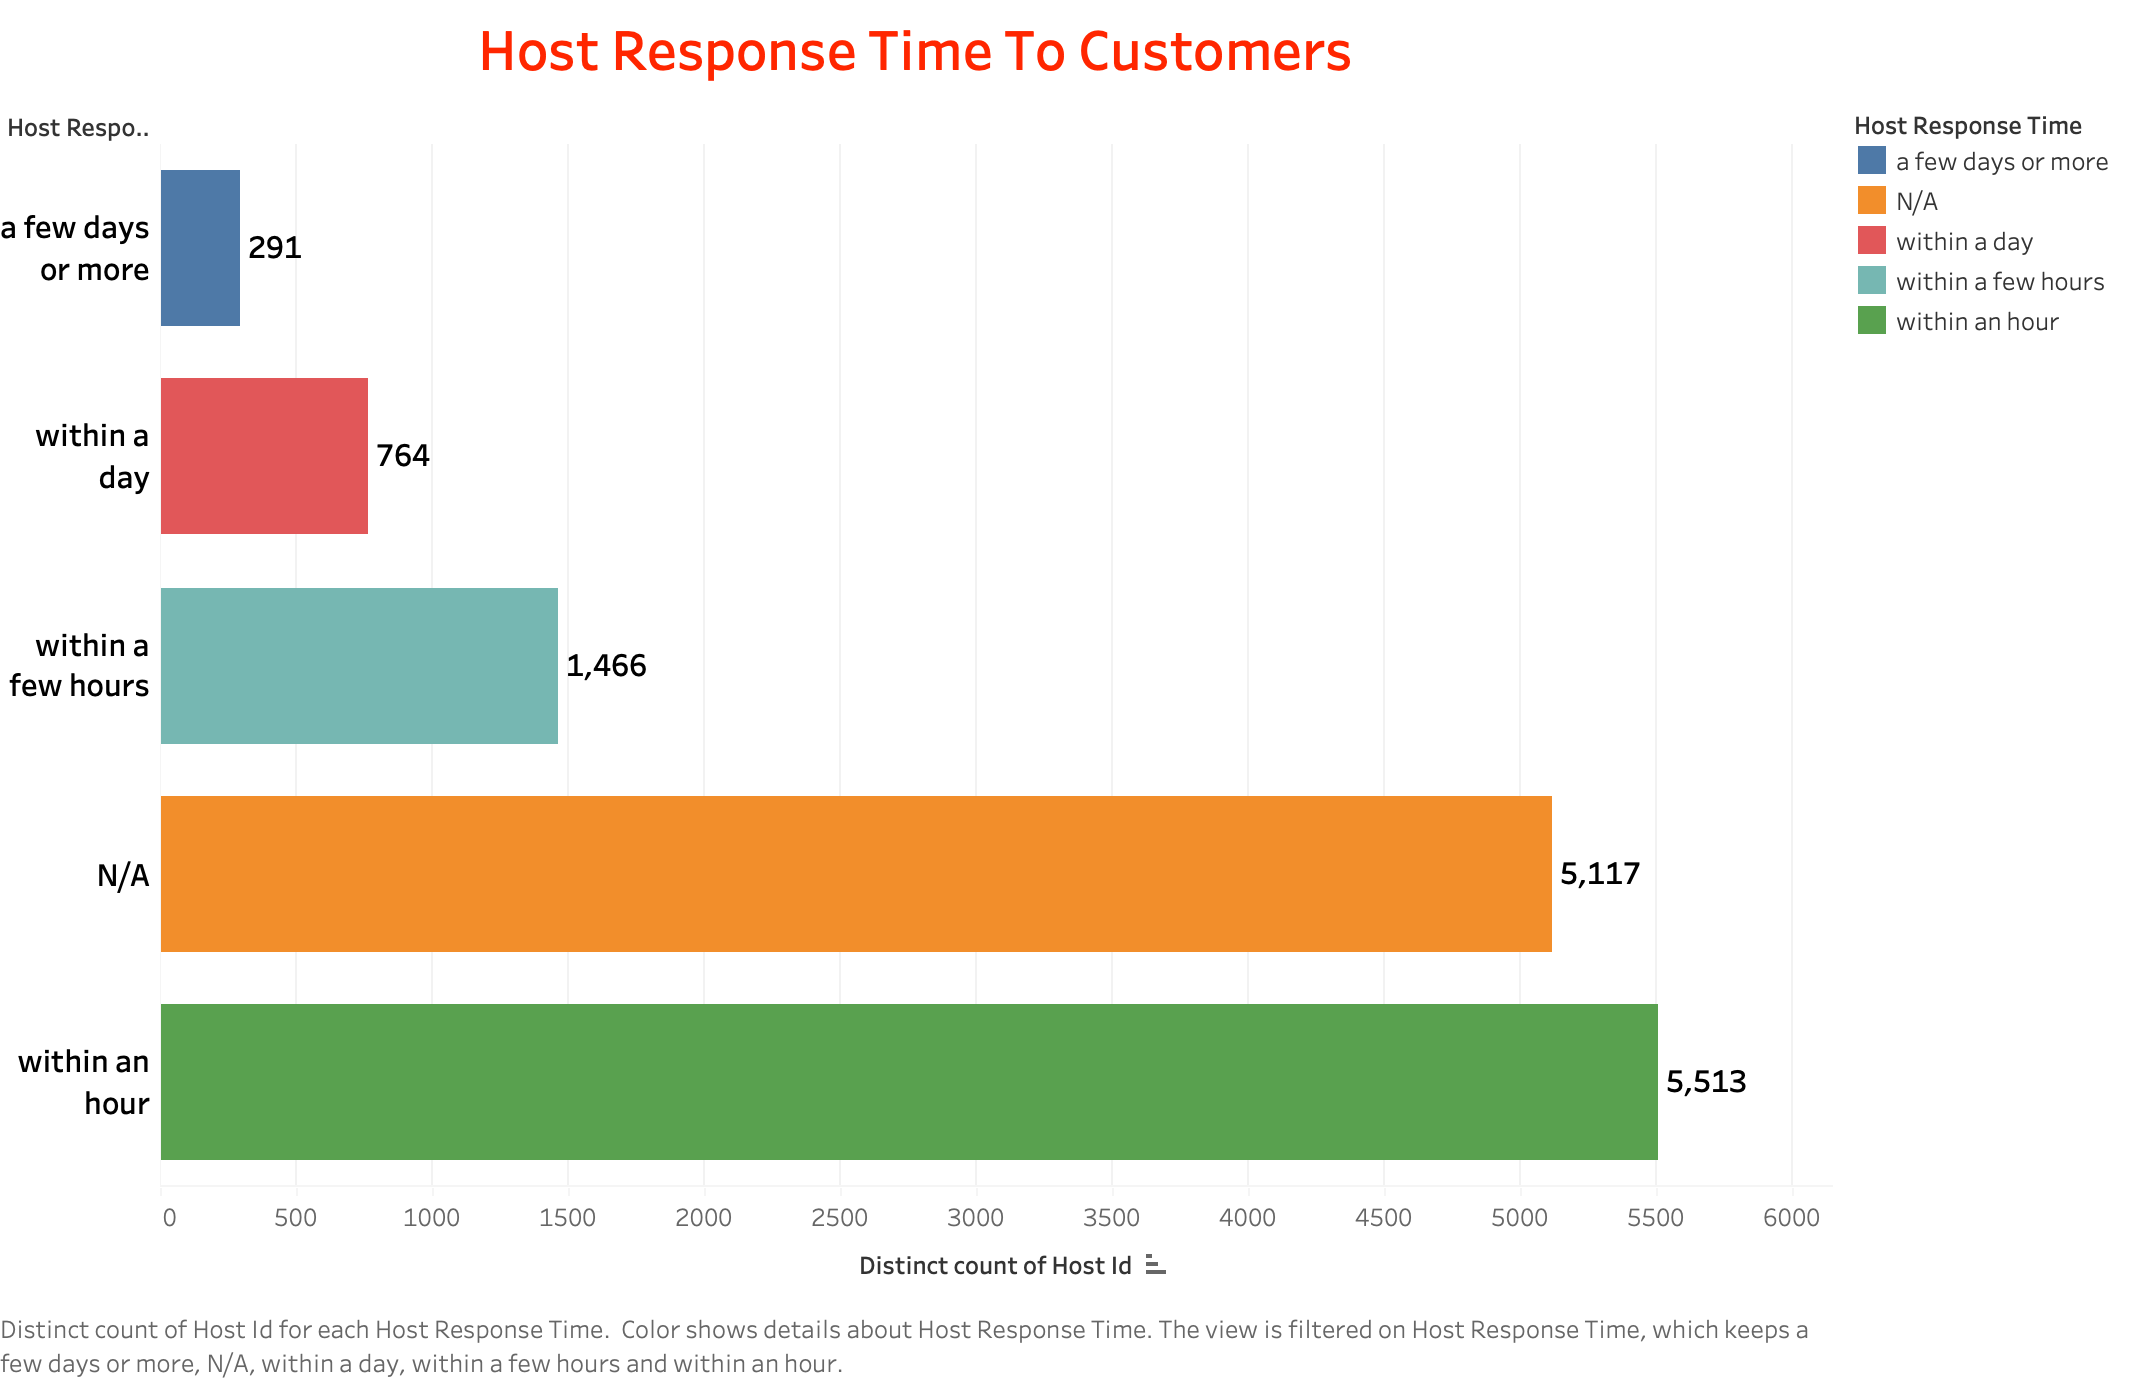 Host Response Time To Customers
Host Respo..
a few days
or more
291
within a
day
764
within a
few hours
1,466
N/A
5,117
within an
hour
5,513
0 500 1000 1500 2000 2500 3000 3500 4000 4500 5000 5500 6000
Distinct count of Host Id
Host Response Time
a few days or more
N/A
within a day
within a few hours
within an hour
Distinct count of Host Id for each Host Response Time.  Color shows details about Host Response Time. The view is filtered on Host Response Time, which keeps a
few days or more, N/A, within a day, within a few hours and within an hour.